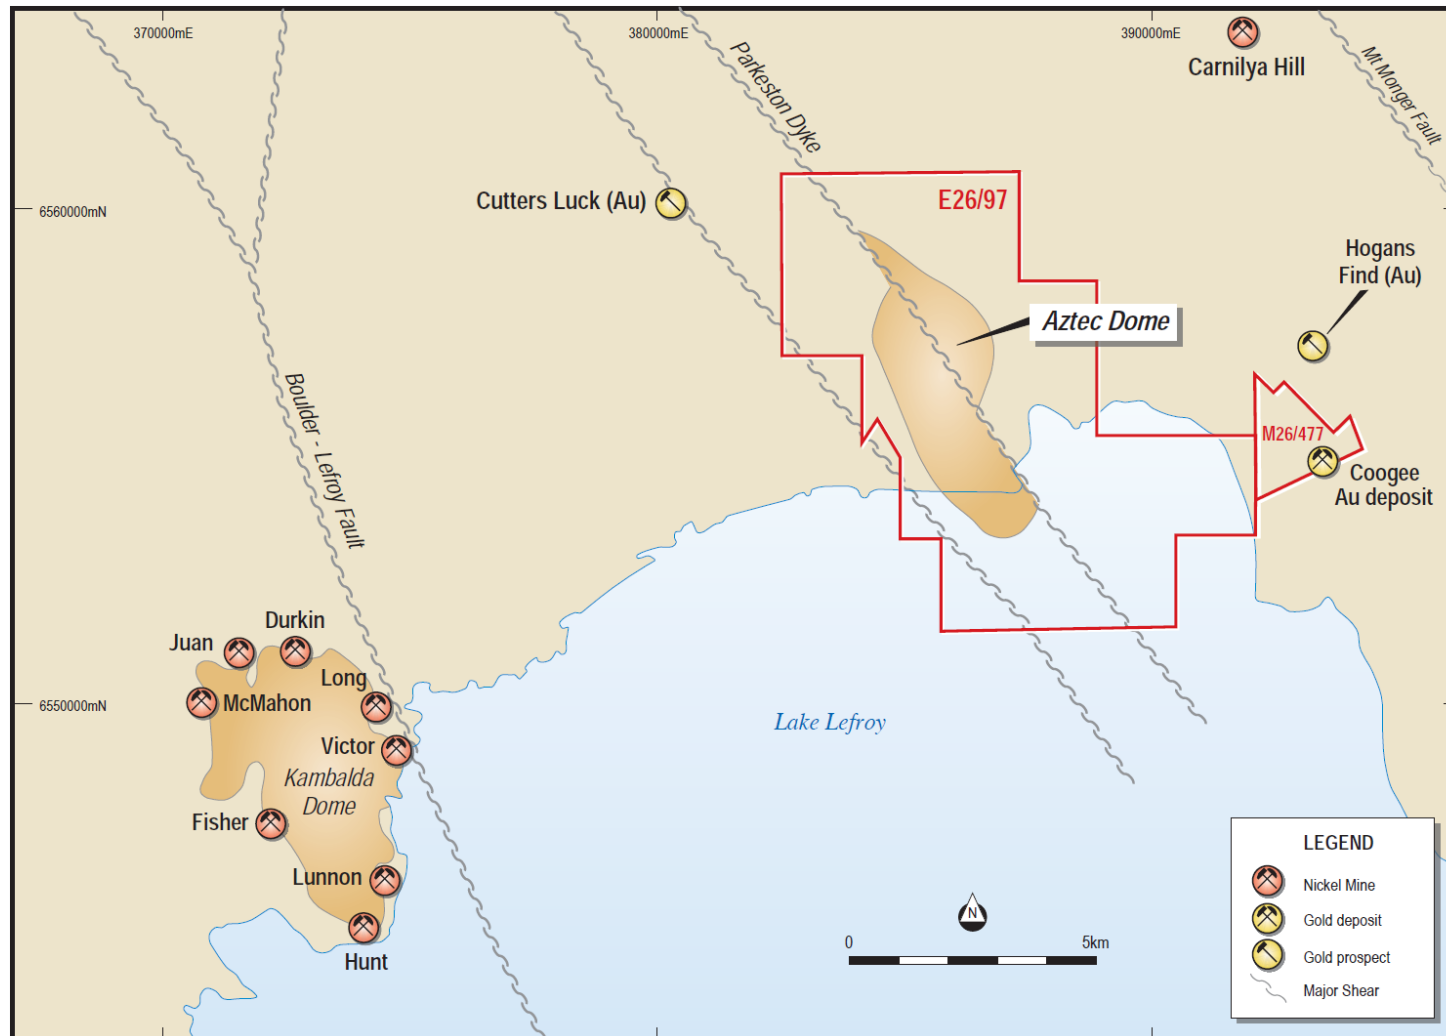 370000mE
380000mE
390000mE
Carnilya Hill
Mt Monger Fault
Parkeston Dyke
Cutters Luck (Au)
E26/97
6560000mN
Hogans
Find (Au)
Aztec Dome
Boulder - Lefroy Fault
M26/477
Coogee
Au deposit
Durkin
Juan
Long
McMahon
6550000mN
Lake Lefroy
Victor
Kambalda
Dome
Fisher
Lunnon
Hunt
N
0
5km
LEGEND
Nickel Mine
Gold deposit
Gold prospect
Major Shear